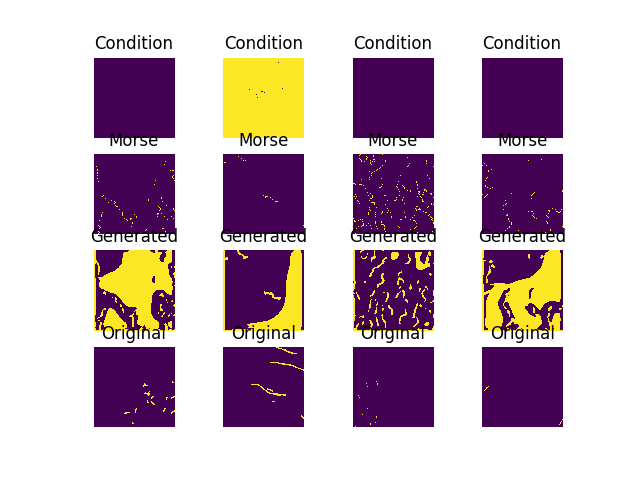 Condition Condition Condition Condition
Morse Morse Morse Morse
Generated Generated Generated Generated
Original Original Original Original